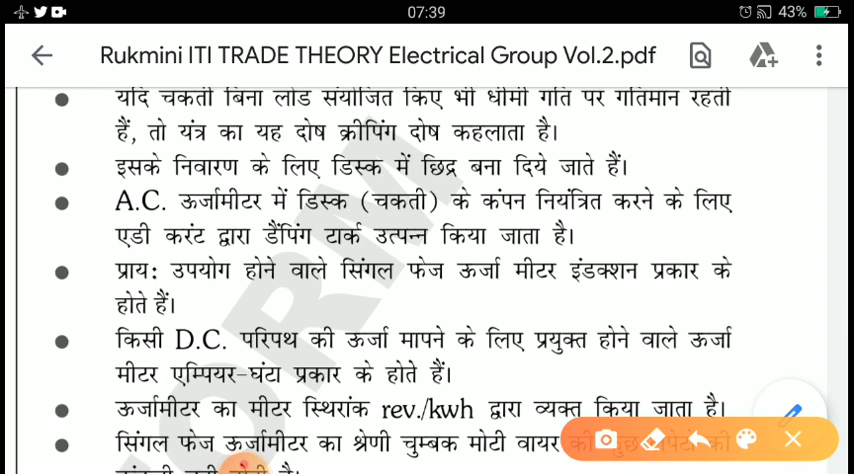 07:39
43%
Rukmini ITI TRADE THEORY Electrical Group Vol.2.pdf
यदि चकती बिना लोड संयोजित किए भी धीमी गति पर गतिमान रहती
हैं, तो यंत्र का यह दोष क्रीपिंग दोष कहलाता है।
इसके निवारण के लिए डिस्क में छिद्र बना दिये जाते हैं।
A.C. ऊर्जामीटर में डिस्क (चकती) के कंपन नियंत्रित करने के लिए
एडी करंट द्वारा डैंपिंग टार्क उत्पन्न किया जाता है।
प्राय: उपयोग होने वाले सिंगल फेज ऊर्जा मीटर इंडक्शन प्रकार के
होते हैं।
किसी D.C. परिपथ की ऊर्जा मापने के लिए प्रयुक्त होने वाले ऊर्जा
मीटर एम्पियर-घंटा प्रकार के होते हैं।
ऊर्जामीटर का मीटर स्थिरांक rev./kwh द्वारा व्यक्त किया जाता है।
सिंगल फेज ऊर्जामीटर का श्रेणी चुम्बक मोटी वायर की